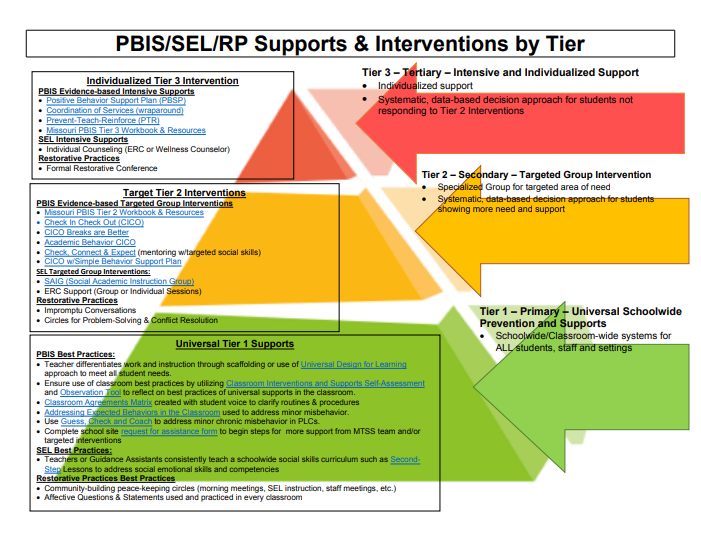 PBIS/SEL/RP Supports & Interventions by Tier
Individualized Tier 3 Intervention
PBIS Evidence-based Intensive Supports
• Positive Behavior Support Plan (PBSP)
• Coordination of Services (wraparound)
• Prevent-Teach-Reinforce (PTR)
• Missouri PBIS Tier 3 Workbook & Resources
SEL Intensive Supports
• Individual Counseling (ERC or Wellness Counselor)
Restorative Practices
• Formal Restorative Conference
Tier 3 – Tertiary – Intensive and Individualized Support
• Individualized support
• Systematic, data-based decision approach for students not
responding to Tier 2 Interventions
Target Tier 2 Interventions
PBIS Evidence-based Targeted Group Interventions
• Missouri PBIS Tier 2 Workbook & Resources
• Check In Check Out (CICO)
• CICO Breaks are Better
• Academic Behavior CICO
• Check, Connect & Expect (mentoring w/targeted social skills)
• CICO w/Simple Behavior Support Plan
SEL Targeted Group Interventions:
• SAIG (Social Academic Instruction Group)
• ERC Support (Group or Individual Sessions)
Restorative Practices
• Impromptu Conversations
• Circles for Problem-Solving & Conflict Resolution
Tier 2 – Secondary – Targeted Group Intervention
• Specialized Group for targeted area of need
• Systematic, data-based decision approach for students
showing more need and support
Universal Tier 1 Supports
PBIS Best Practices:
• Teacher differentiates work and instruction through scaffolding or use of Universal Design for Learning
approach to meet all student needs.
• Ensure use of classroom best practices by utilizing Classroom Interventions and Supports Self-Assessment
and Observation Tool to reflect on best practices of universal supports in the classroom.
• Classroom Agreements Matrix created with student voice to clarify routines & procedures
• Addressing Expected Behaviors in the Classroom used to address minor misbehavior.
• Use Guess, Check and Coach to address minor chronic misbehavior in PLCs.
• Complete school site request for assistance form to begin steps for more support from MTSS team and/or
targeted interventions
SEL Best Practices:
• Teachers or Guidance Assistants consistently teach a schoolwide social skills curriculum such as Second-
Step Lessons to address social emotional skills and competencies
Restorative Practices Best Practices
• Community-building peace-keeping circles (morning meetings, SEL instruction, staff meetings, etc.)
• Affective Questions & Statements used and practiced in every classroom
Tier 1 – Primary – Universal Schoolwide
Prevention and Supports
• Schoolwide/Classroom-wide systems for
ALL students, staff and settings